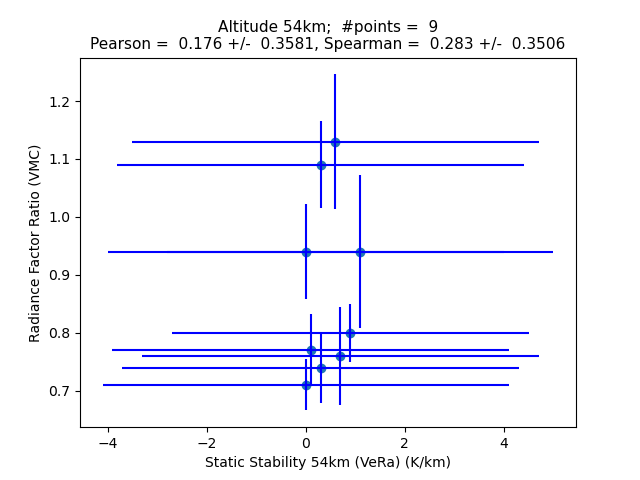 Altitude 54km;  #points =  9
Pearson =  0.176 +/-  0.3581, Spearman =  0.283 +/-  0.3506
1.2
1.1
1.0
0.9
0.8
0.7
Radiance Factor Ratio (VMC)
−4
−2
0
2
4
Static Stability 54km (VeRa) (K/km)